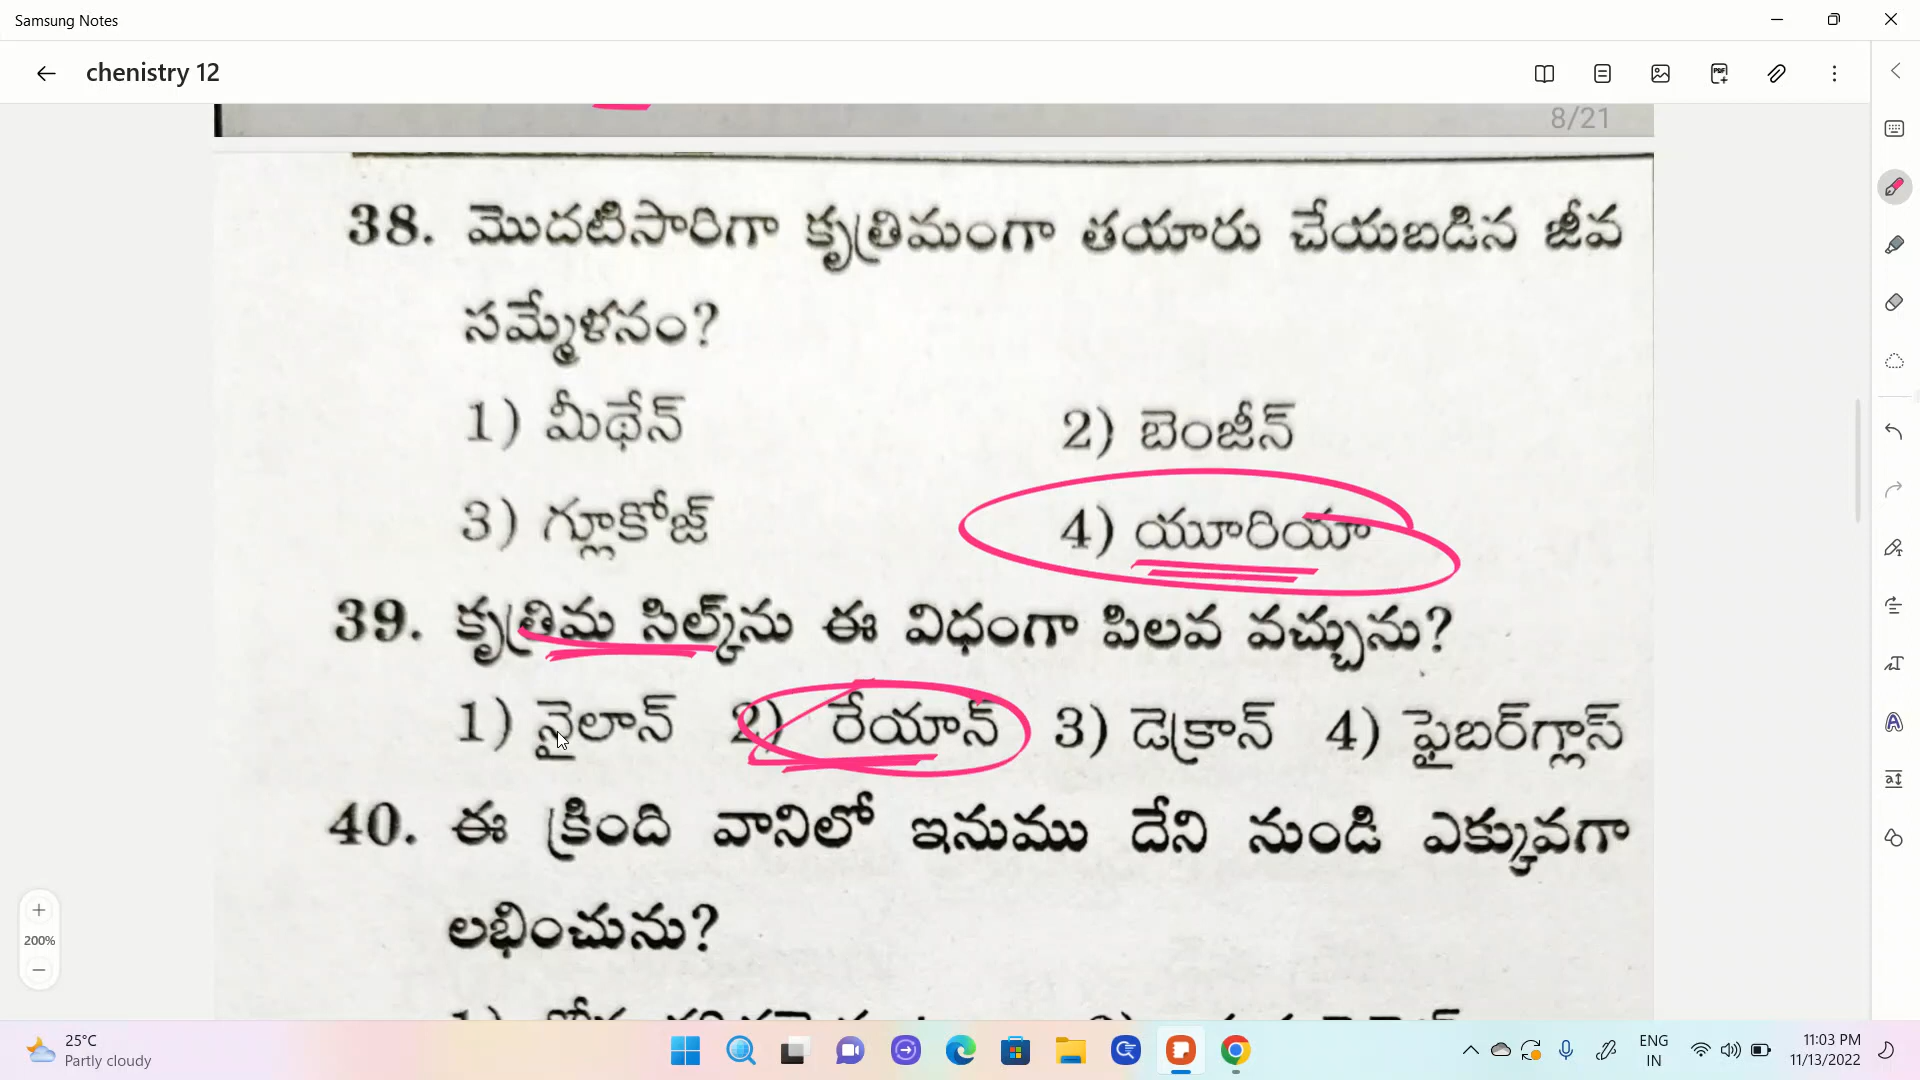 Samsung Notes
chenistry 12
8/21
38. మొదటిసారిగా కృత్రిమంగా తయారు చేయబడిన జీవ
సమ్మేళనం?
1) మీథేన్ 2) బెంజీన్
3) గ్లూకోజ్ 4) యూరియా
39. కృత్రిమ సిల్క్‌ను ఈ విధంగా పిలవ వచ్చును?
1) నైలాన్ 2) రేయాన్ 3) డెక్రాన్ 4) ఫైబర్‌గ్లాస్
40. ఈ క్రింది వానిలో ఇనుము దేని నుండి ఎక్కువగా
లభించును?
200%
25°C
Partly cloudy
ENG
IN
11:03 PM
11/13/2022